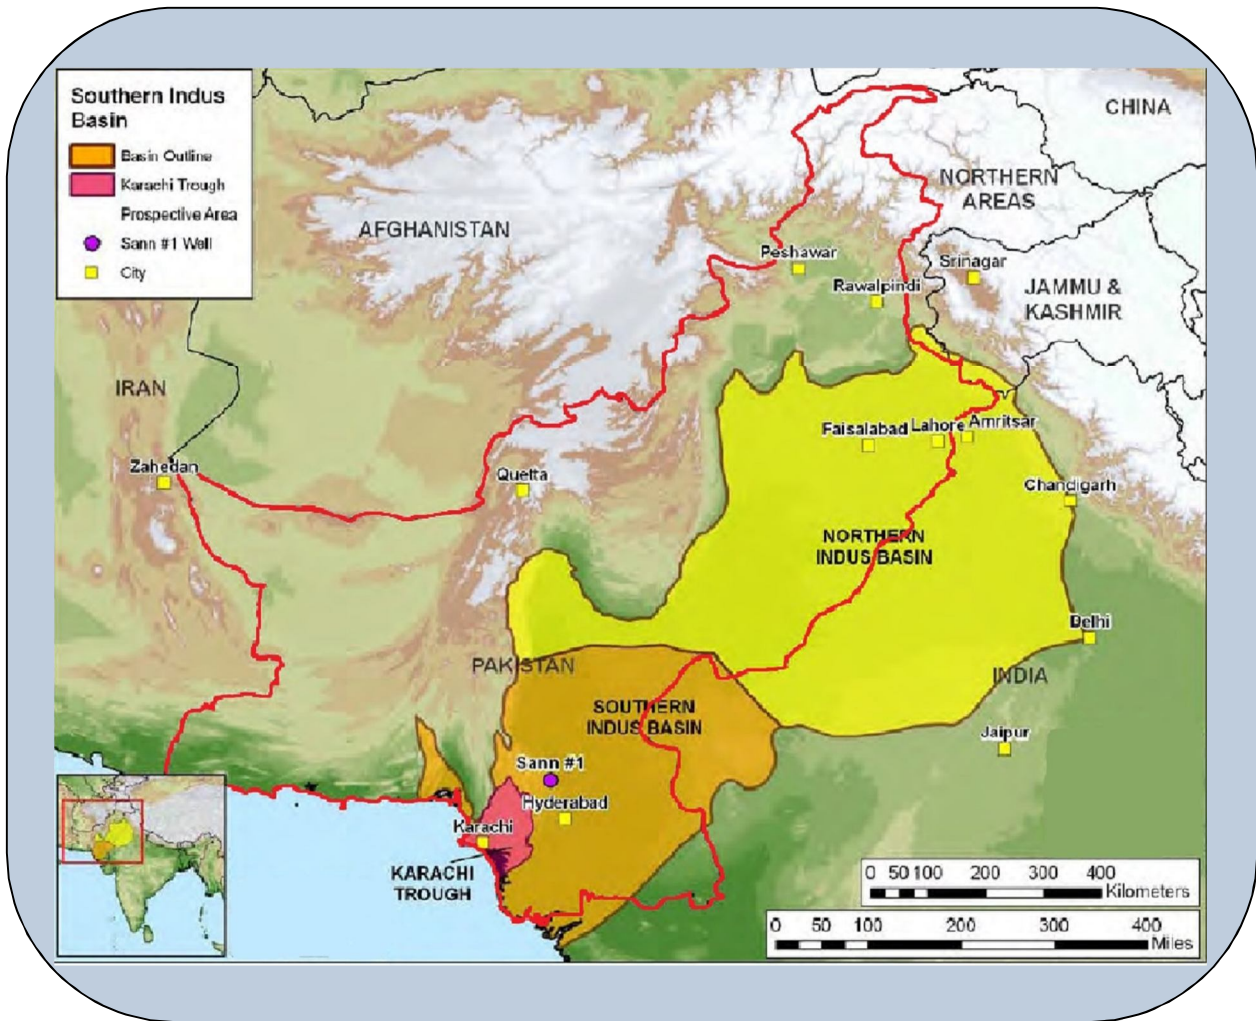 Southern Indus
Basin
Basin Outline
Karachi Trough
Prospective Area
Sann #1 Well
City
CHINA
NORTHERN
AREAS
AFGHANISTAN
Peshawar
Srinagar
Rawalpindi
JAMMU &
KASHMIR
IRAN
Faisalabad
Lahore
Amritsar
Zahedan
Quetta
Chandigarh
NORTHERN
INDUS BASIN
Delhi
PAKISTAN
INDIA
SOUTHERN
INDUS BASIN
Jaipur
Sann #1
Hyderabad
Karachi
KARACHI
TROUGH
0 50 100 200 300 400
Kilometers
0 50 100 200 300 400
Miles